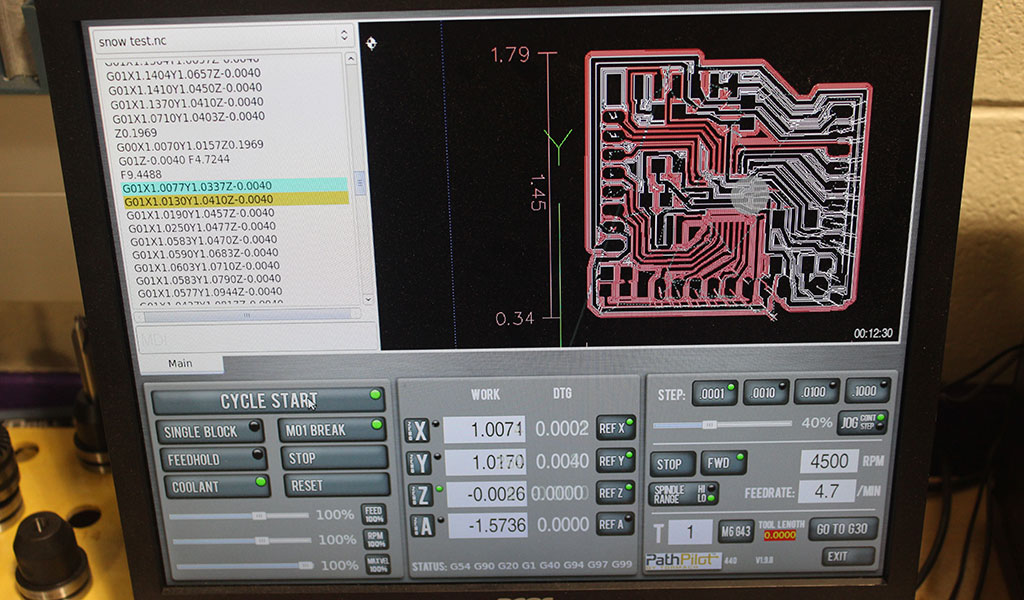 snow test.nc
G01X1.1404Y1.0657Z-0.0040
G01X1.1410Y1.0450Z-0.0040
G01X1.1370Y1.0410Z-0.0040
G01X1.0710Y1.0403Z-0.0040
Z0.1969
G00X1.0070Y1.0157Z0.1969
G01Z-0.0040 F4.7244
F9.4488
G01X1.0077Y1.0337Z-0.0040
G01X1.0130Y1.0410Z-0.0040
G01X1.0190Y1.0457Z-0.0040
G01X1.0250Y1.0477Z-0.0040
G01X1.0583Y1.0470Z-0.0040
G01X1.0590Y1.0683Z-0.0040
G01X1.0603Y1.0710Z-0.0040
G01X1.0583Y1.0790Z-0.0040
G01X1.0577Y1.0944Z-0.0040
MDI
1.79
Y
1.45
0.34
00:12:30
Main
CYCLE START
SINGLE BLOCK
M01 BREAK
FEEDHOLD
STOP
COOLANT
RESET
100% FEED 100%
100% RPM 100%
100% MAXVEL 100%
WORK DTG
ZERO X 1.0071 0.0002 REF X
ZERO Y 1.0170 0.0040 REF Y
ZERO Z -0.0026 0.0000 REF Z
ZERO A -1.5736 0.0000 REF A
STATUS: G54 G90 G20 G1 G40 G94 G97 G99
STEP: .0001 .0010 .0100 .1000
40% JOG CONT STEP
STOP FWD 4500 RPM
SPINDLE RANGE HI LO FEEDRATE: 4.7 /MIN
T 1 M6 G43 TOOL LENGTH 0.0000 GO TO G30
PathPilot 440 V1.9.8 EXIT